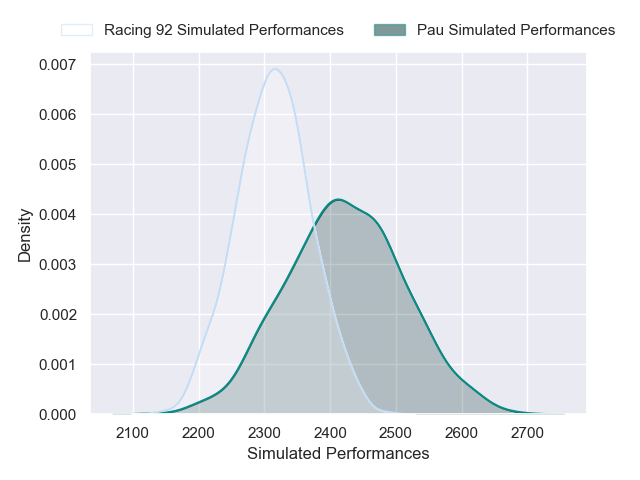 Racing 92 Simulated Performances Pau Simulated Performances
0.007
0.006
0.005
0.004
0.003
0.002
0.001
0.000
Density
2100 2200 2300 2400 2500 2600 2700
Simulated Performances